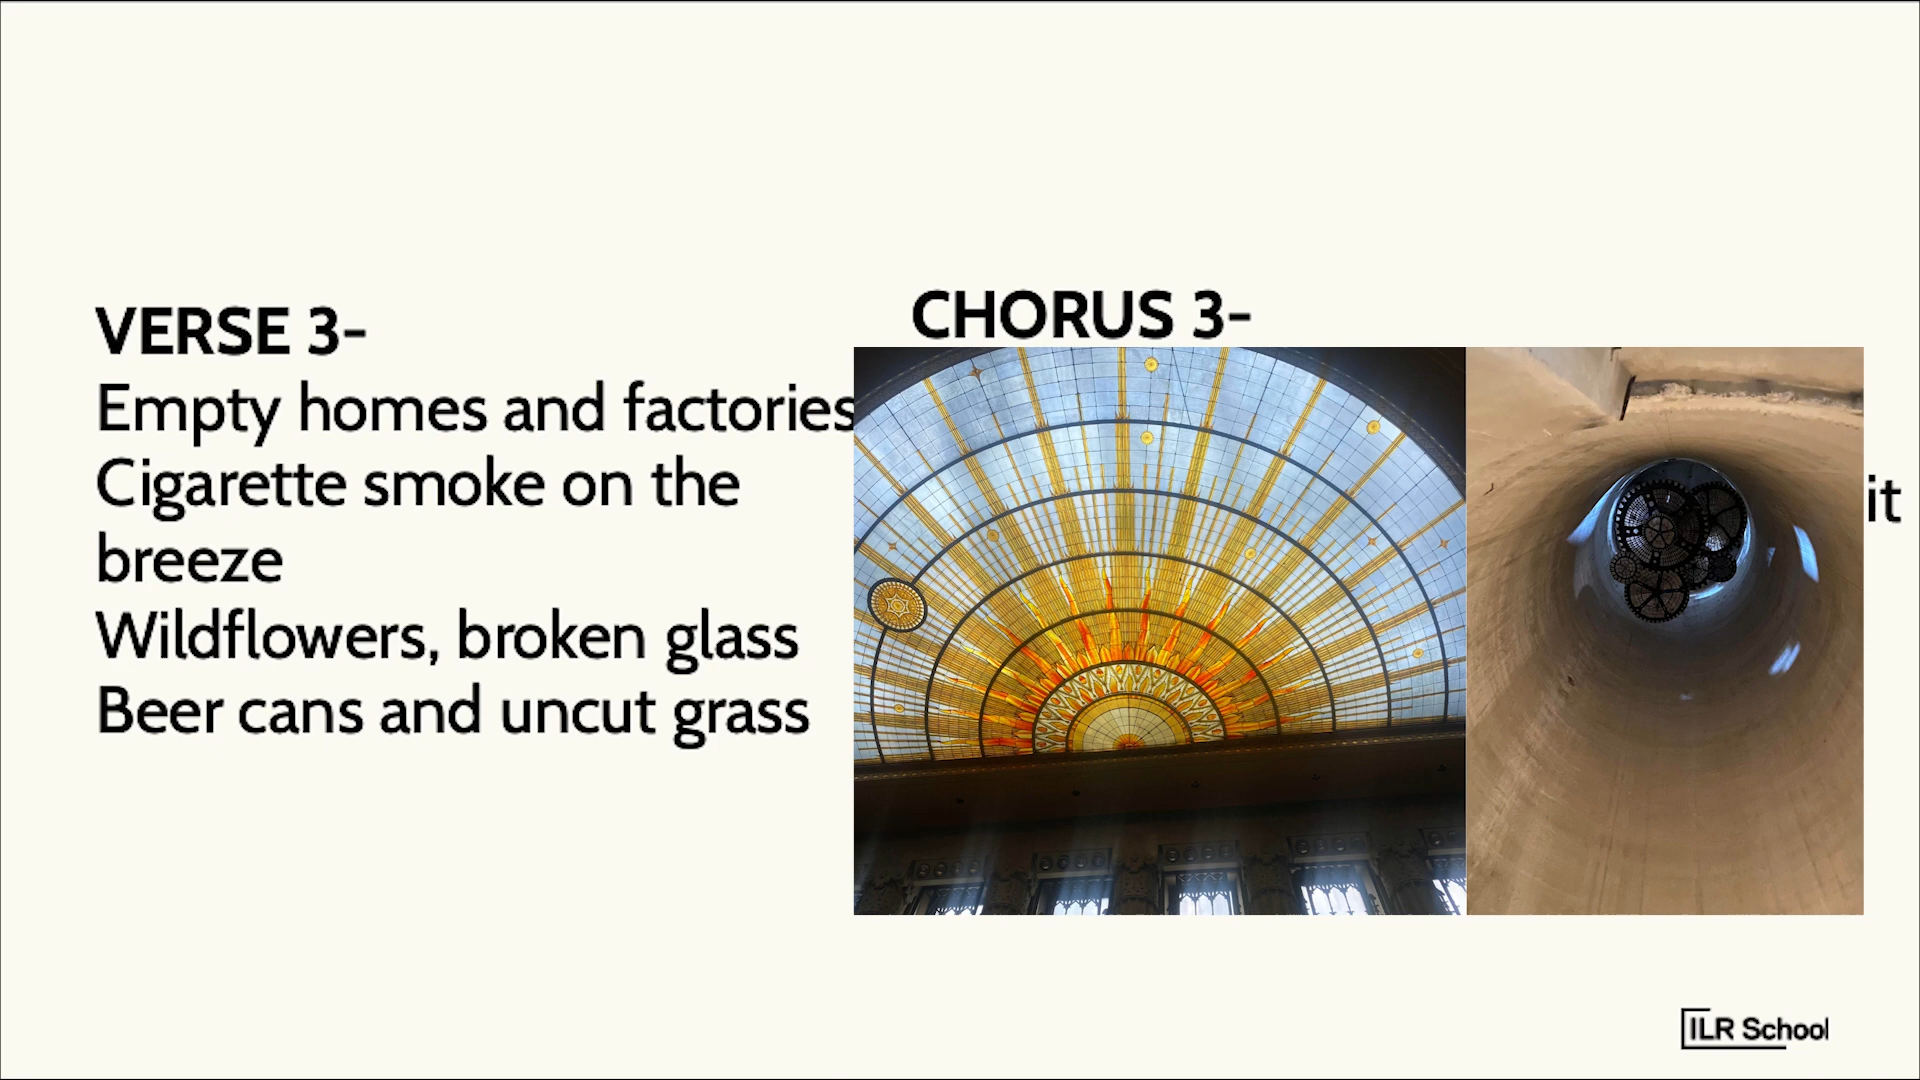 VERSE 3-
Empty homes and factories
Cigarette smoke on the
breeze
Wildflowers, broken glass
Beer cans and uncut grass
CHORUS 3-
it
ILR School